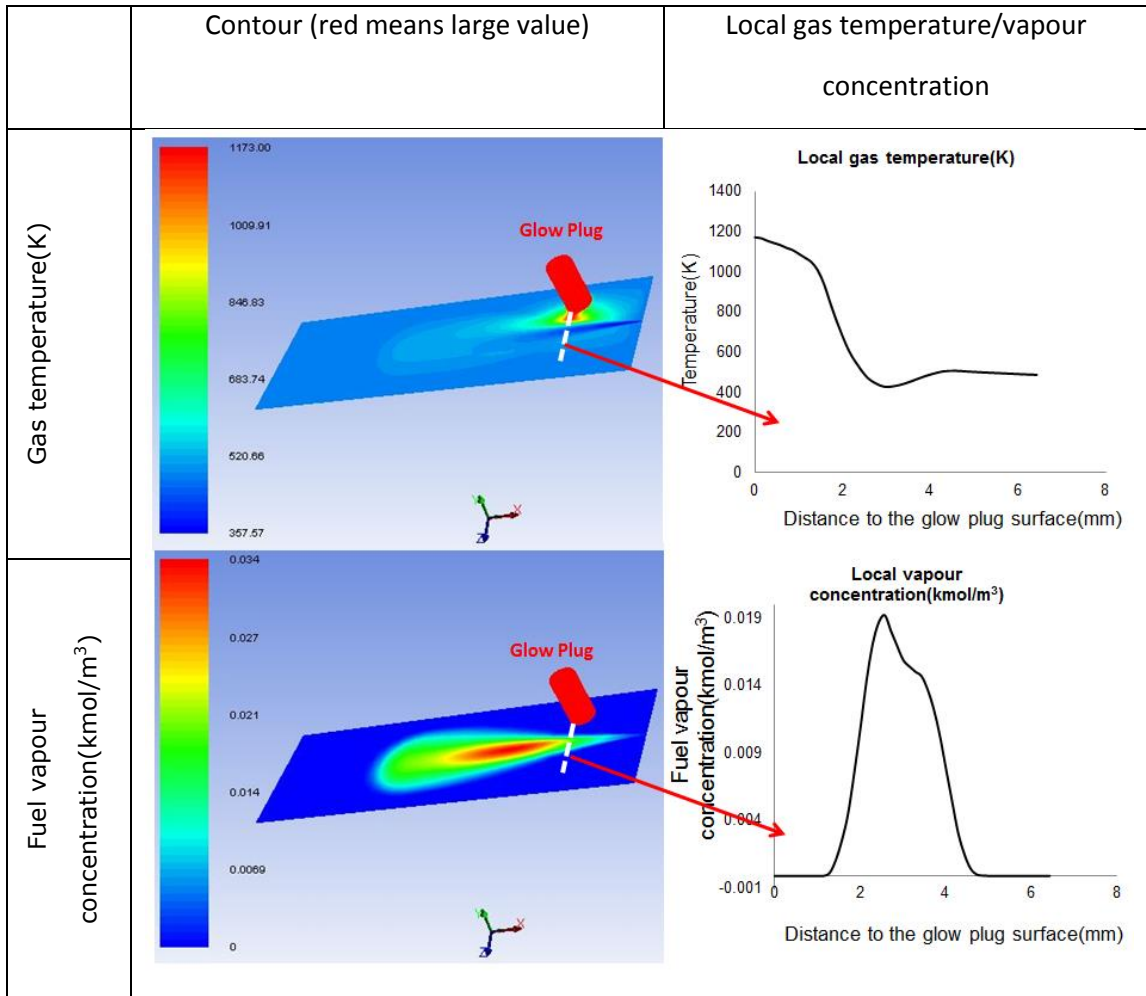 Contour (red means large value)
Local gas temperature/vapour
concentration
Gas temperature(K)
1173.00
1009.91
846.83
683.74
520.66
357.57
Glow Plug
Y
X
Z
Local gas temperature(K)
Temperature(K)
1400
1200
1000
800
600
400
200
0
0 2 4 6 8
Distance to the glow plug surface(mm)
Fuel vapour
concentration(kmol/m³)
0.034
0.027
0.021
0.014
0.0069
0
Glow Plug
Y
X
Z
Local vapour
concentration(kmol/m³)
Fuel vapour
concentration(kmol/m³)
0.019
0.014
0.009
0.004
-0.001
0 2 4 6 8
Distance to the glow plug surface(mm)